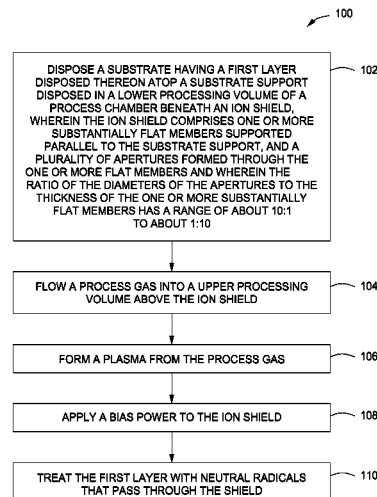 100
DISPOSE A SUBSTRATE HAVING A FIRST LAYER
DISPOSED THEREON ATOP A SUBSTRATE SUPPORT
DISPOSED IN A LOWER PROCESSING VOLUME OF A
PROCESS CHAMBER BENEATH AN ION SHIELD,
WHEREIN THE ION SHIELD COMPRISES ONE OR MORE
SUBSTANTIALLY FLAT MEMBERS SUPPORTED
PARALLEL TO THE SUBSTRATE SUPPORT, AND A
PLURALITY OF APERTURES FORMED THROUGH THE
ONE OR MORE FLAT MEMBERS AND WHEREIN THE
RATIO OF THE DIAMETERS OF THE APERTURES TO THE
THICKNESS OF THE ONE OR MORE SUBSTANTIALLY
FLAT MEMBERS HAS A RANGE OF ABOUT 10:1
TO ABOUT 1:10
102
FLOW A PROCESS GAS INTO A UPPER PROCESSING
VOLUME ABOVE THE ION SHIELD
104
FORM A PLASMA FROM THE PROCESS GAS
106
APPLY A BIAS POWER TO THE ION SHIELD
108
TREAT THE FIRST LAYER WITH NEUTRAL RADICALS
THAT PASS THROUGH THE SHIELD
110